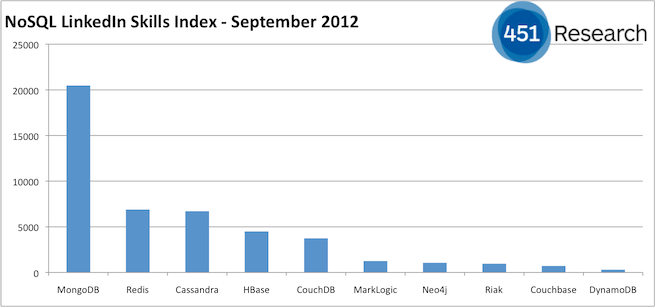 NoSQL LinkedIn Skills Index - September 2012
451 Research
25000
20000
15000
10000
5000
0
MongoDB Redis Cassandra HBase CouchDB MarkLogic Neo4j Riak Couchbase DynamoDB